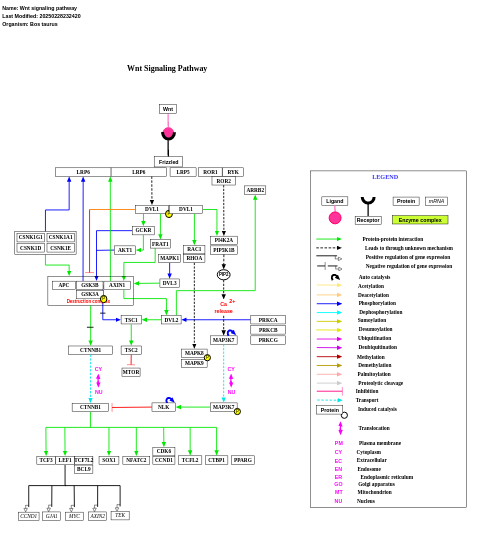 Name: Wnt signaling pathway
Last Modified: 20250228232420
Organism: Bos taurus
Wnt Signaling Pathway
Wnt
Frizzled
LRP6
LRP6
LRP5
ROR1
RYK
ROR2
ARRB2
DVL1
DVL1
GCKR
CSNK1G1
CSNK1A1
CSNK1D
CSNK1E
AKT1
FRAT1
PI4K2A
PIP5K1B
RAC1
RHOA
MAPK1
PIP2
APC
GSK3B
AXIN1
GSK3A
DVL3
Ca 2+
release
TSC1
DVL2
PRKCA
PRKCB
PRKCG
MAP3K7
CTNNB1
TSC2
MAPK8
MAPK9
MTOR
CY
NU
CY
NU
CTNNB1
NLK
MAP3K7
TCF3
LEF1
TCF7L2
BCL9
SOX1
NFATC2
CDK6
CCND1
TCFL2
CTBP1
PPARG
CCND1
GJA1
MYC
AXIN2
TEK
LEGEND
Ligand
Receptor
Protein
mRNA
Enzyme complex
Protein-protein interaction
Leads to through unknown mechanism
Positive regulation of gene expression
Negative regulation of gene expression
Auto catalysis
Acetylation
Deacetylation
Phosphorylation
Dephosphorylation
Sumoylation
Desumoylation
Ubiquitination
Deubiquitination
Methylation
Demethylation
Palmitoylation
Proteolytic cleavage
Inhibition
Transport
Protein
Induced catalysis
Translocation
PM Plasma membrane
CY Cytoplasm
EC Extracellular
EN Endosome
ER Endoplasmic reticulum
GO Golgi apparatus
MT Mitochondrion
NU Nucleus